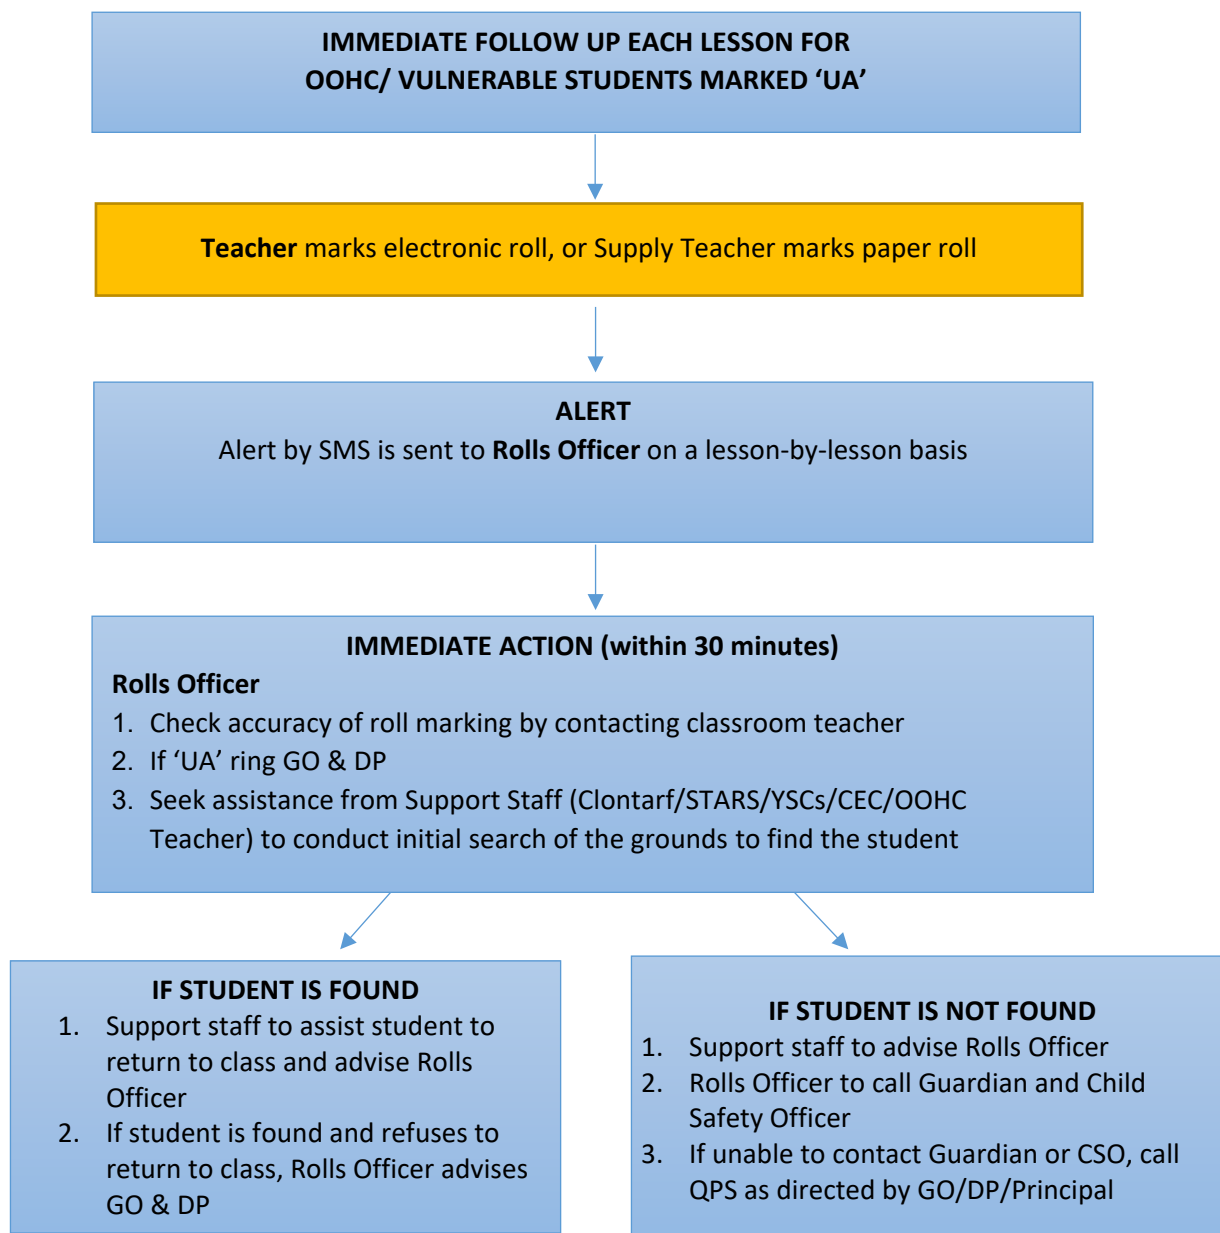 IMMEDIATE FOLLOW UP EACH LESSON FOR
OOHC/ VULNERABLE STUDENTS MARKED ‘UA’
Teacher marks electronic roll, or Supply Teacher marks paper roll
ALERT
Alert by SMS is sent to Rolls Officer on a lesson-by-lesson basis
IMMEDIATE ACTION (within 30 minutes)
Rolls Officer
1. Check accuracy of roll marking by contacting classroom teacher
2. If ‘UA’ ring GO & DP
3. Seek assistance from Support Staff (Clontarf/STARS/YSCs/CEC/OOHC
Teacher) to conduct initial search of the grounds to find the student
IF STUDENT IS FOUND
1. Support staff to assist student to
return to class and advise Rolls
Officer
2. If student is found and refuses to
return to class, Rolls Officer advises
GO & DP
IF STUDENT IS NOT FOUND
1. Support staff to advise Rolls Officer
2. Rolls Officer to call Guardian and Child
Safety Officer
3. If unable to contact Guardian or CSO, call
QPS as directed by GO/DP/Principal